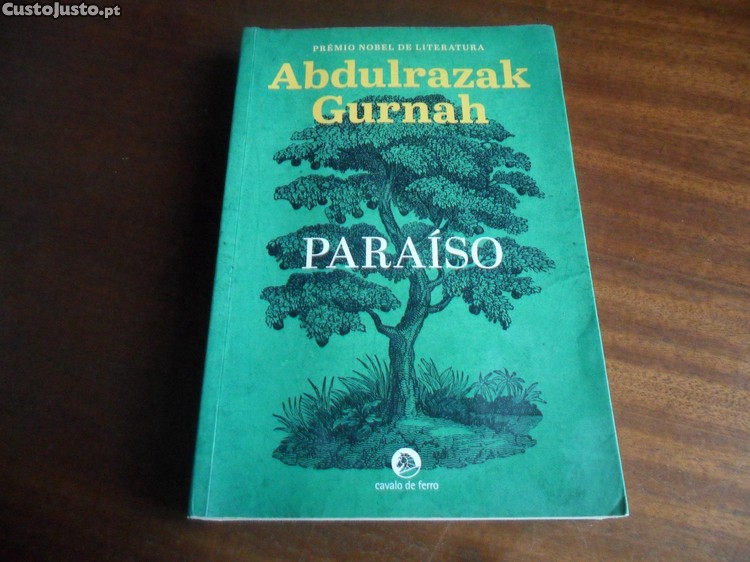 CustoJusto.pt
PRÉMIO NOBEL DE LITERATURA
Abdulrazak
Gurnah
PARAÍSO
cavalo de ferro